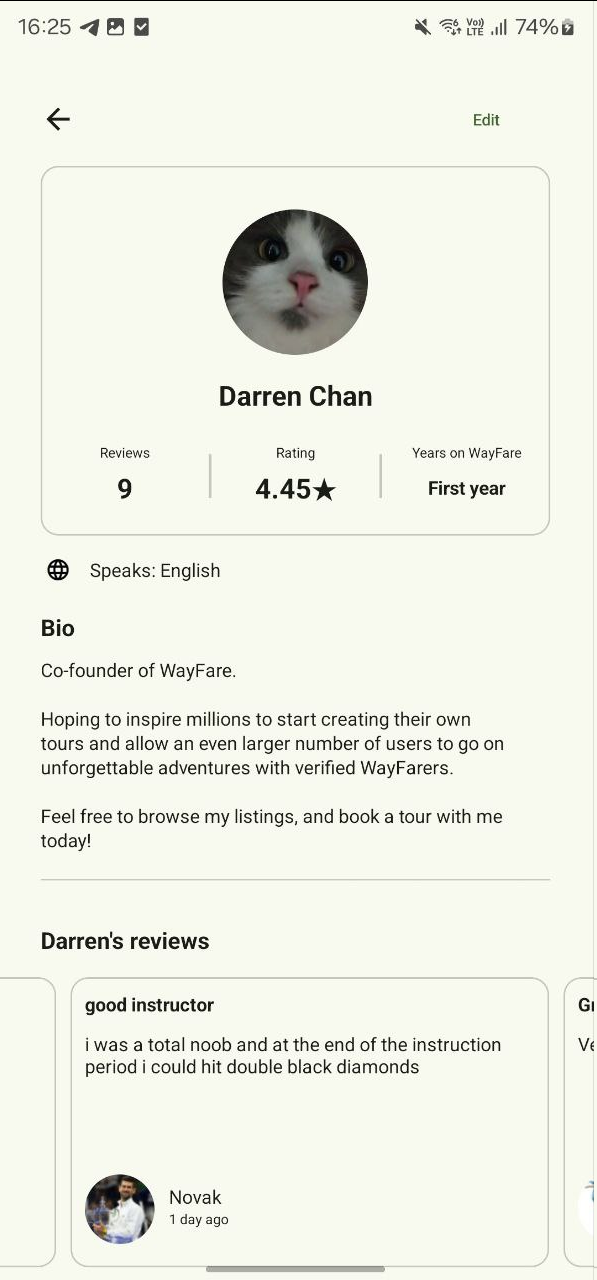 16:25
Vo)) LTE
74%
Edit
Darren Chan
Reviews Rating Years on WayFare
9 4.45★ First year
Speaks: English
Bio
Co-founder of WayFare.
Hoping to inspire millions to start creating their own
tours and allow an even larger number of users to go on
unforgettable adventures with verified WayFarers.
Feel free to browse my listings, and book a tour with me
today!
Darren's reviews
good instructor
i was a total noob and at the end of the instruction
period i could hit double black diamonds
Novak
1 day ago